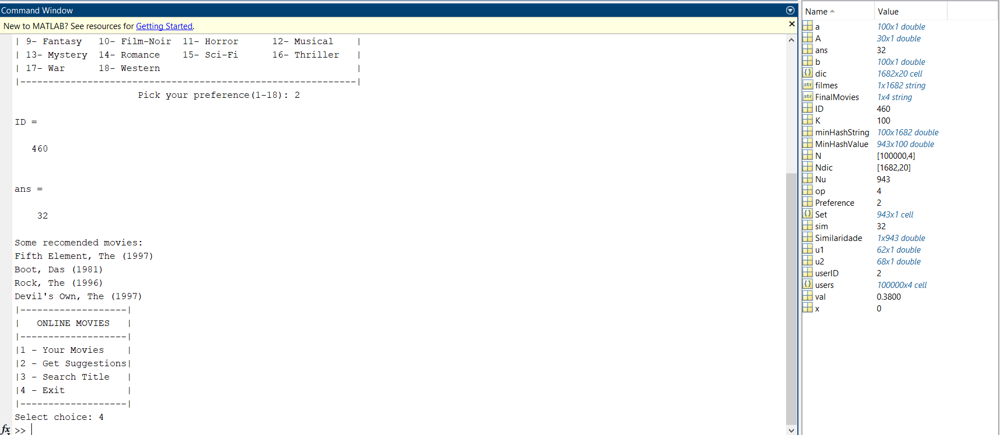 Command Window
New to MATLAB? See resources for Getting Started.
| 9- Fantasy 10- Film-Noir 11- Horror 12- Musical |
| 13- Mystery 14- Romance 15- Sci-Fi 16- Thriller |
| 17- War 18- Western |
|------------------------------------------------------------|
Pick your preference(1-18): 2
ID =
460
ans =
32
Some recomended movies:
Fifth Element, The (1997)
Boot, Das (1981)
Rock, The (1996)
Devil's Own, The (1997)
|-------------------|
| ONLINE MOVIES |
|-------------------|
|1 - Your Movies |
|2 - Get Suggestions|
|3 - Search Title |
|4 - Exit |
|-------------------|
Select choice: 4
fx >>
Name Value
a 100x1 double
A 30x1 double
ans 32
b 100x1 double
{} dic 1682x20 cell
str filmes 1x1682 string
str FinalMovies 1x4 string
ID 460
K 100
minHashString 100x1682 double
MinHashValue 943x100 double
N [100000,4]
Ndic [1682,20]
Nu 943
op 4
Preference 2
{} Set 943x1 cell
sim 32
Similaridade 1x943 double
u1 62x1 double
u2 68x1 double
userID 2
{} users 100000x4 cell
val 0.3800
x 0